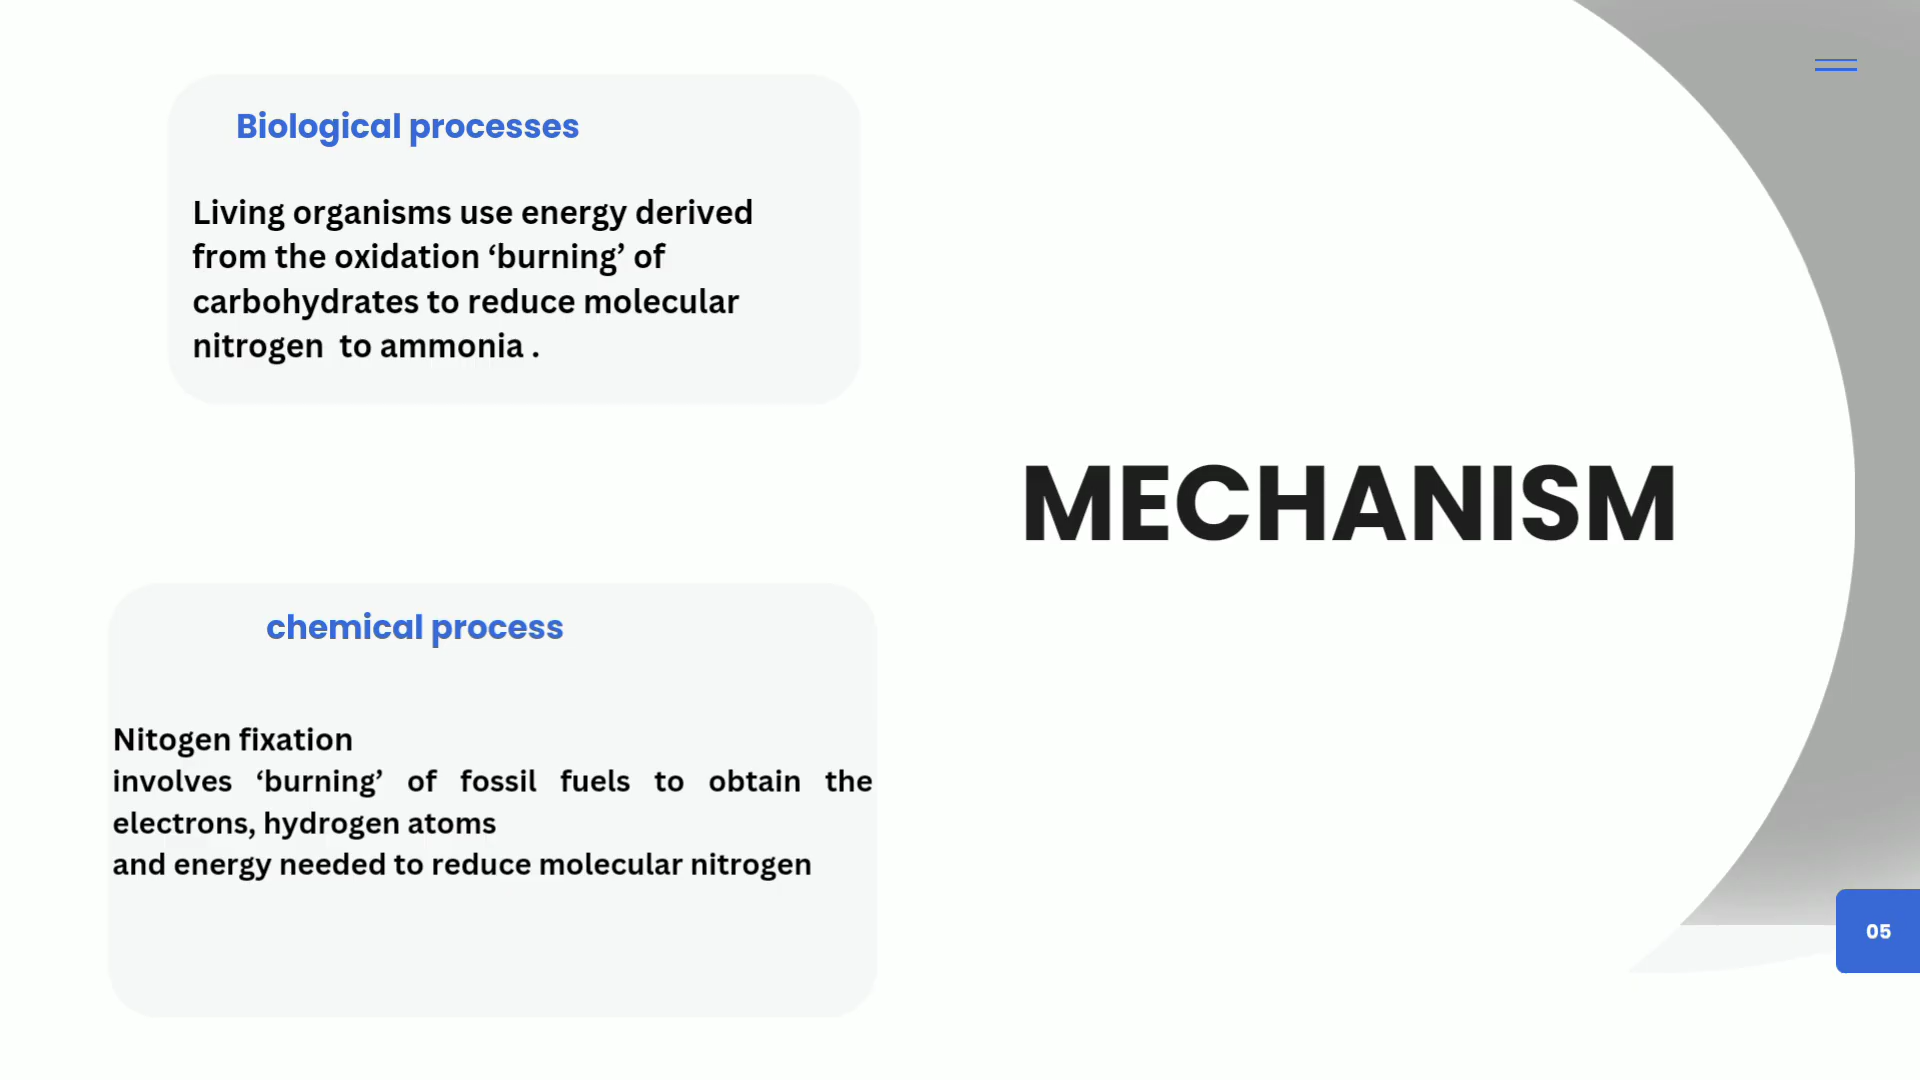 Biological processes
Living organisms use energy derived
from the oxidation ‘burning’ of
carbohydrates to reduce molecular
nitrogen  to ammonia .
MECHANISM
chemical process
Nitogen fixation
involves ‘burning’ of fossil fuels to obtain the
electrons, hydrogen atoms
and energy needed to reduce molecular nitrogen
05